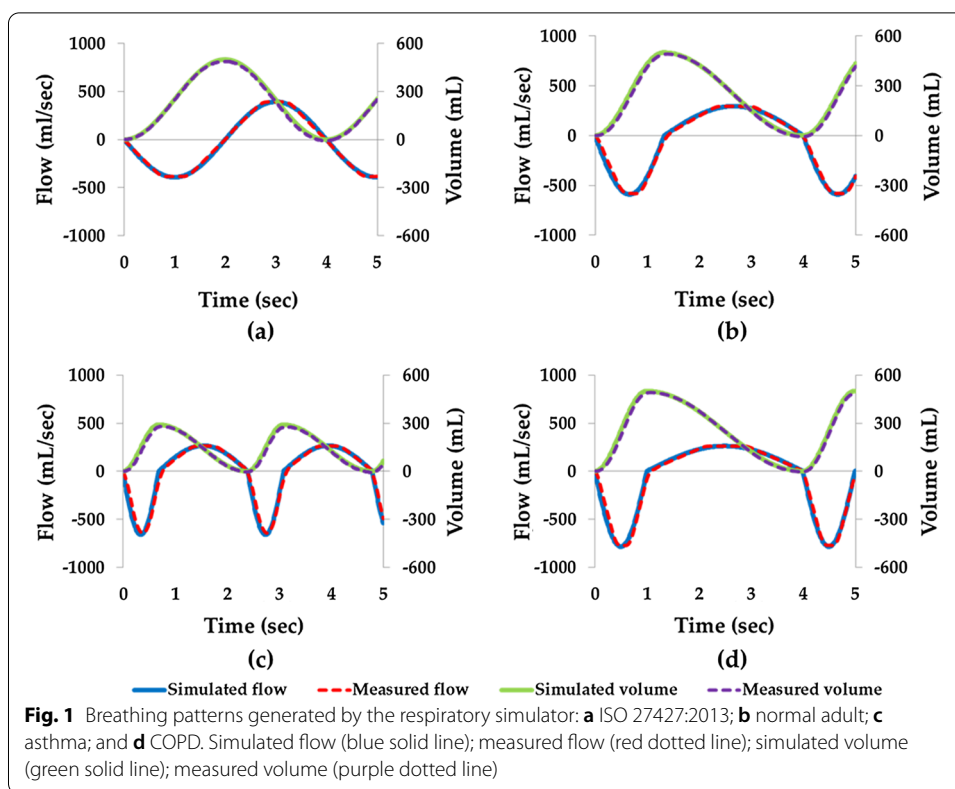 1000
500
0
-500
-1000
Flow (ml/sec)
600
300
0
-300
-600
Volume (mL)
0 1 2 3 4 5
Time (sec)
(a)
1000
500
0
-500
-1000
Flow (mL/sec)
600
300
0
-300
-600
Volume (mL)
0 1 2 3 4 5
Time (sec)
(b)
1000
500
0
-500
-1000
Flow (mL/sec)
600
300
0
-300
-600
Volume (mL)
0 1 2 3 4 5
Time (sec)
(c)
1000
500
0
-500
-1000
Flow (mL/sec)
600
300
0
-300
-600
Volume (mL)
0 1 2 3 4 5
Time (sec)
(d)
Simulated flow Measured flow Simulated volume Measured volume
Fig. 1 Breathing patterns generated by the respiratory simulator: a ISO 27427:2013; b normal adult; c
asthma; and d COPD. Simulated flow (blue solid line); measured flow (red dotted line); simulated volume
(green solid line); measured volume (purple dotted line)